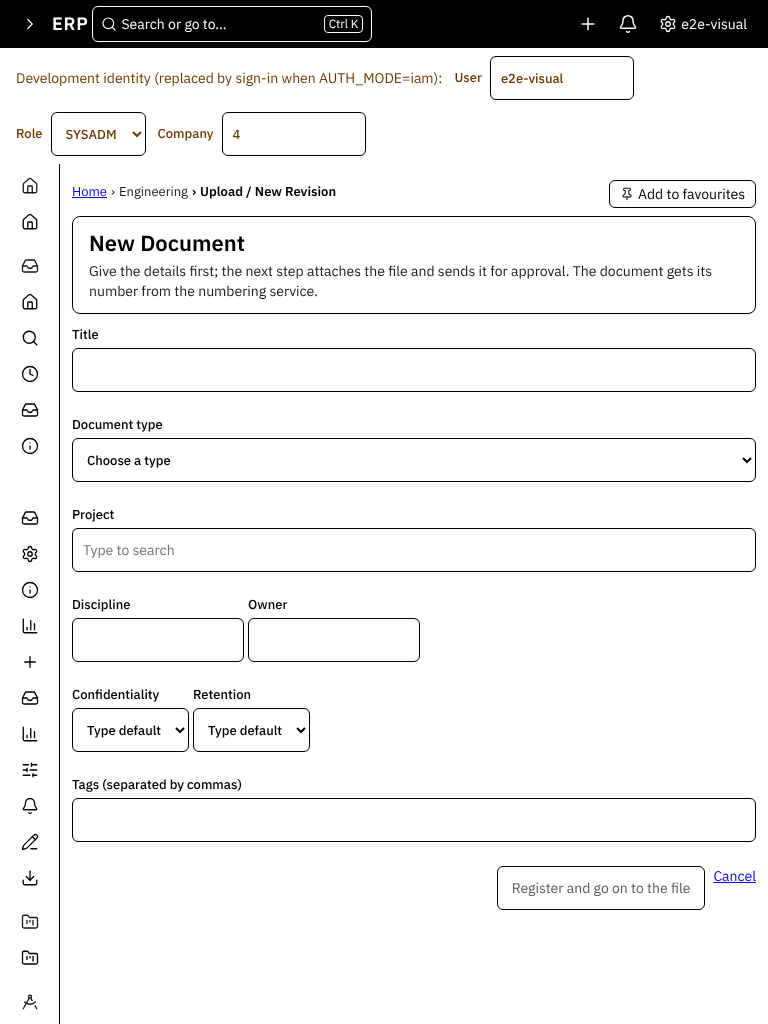 ERP
Search or go to... Ctrl K
e2e-visual
Development identity (replaced by sign-in when AUTH_MODE=iam): User e2e-visual
Role SYSADM Company 4
Home › Engineering › Upload / New Revision
Add to favourites
New Document
Give the details first; the next step attaches the file and sends it for approval. The document gets its
number from the numbering service.
Title
Document type
Choose a type
Project
Type to search
Discipline Owner
Confidentiality Retention
Type default Type default
Tags (separated by commas)
Register and go on to the file Cancel